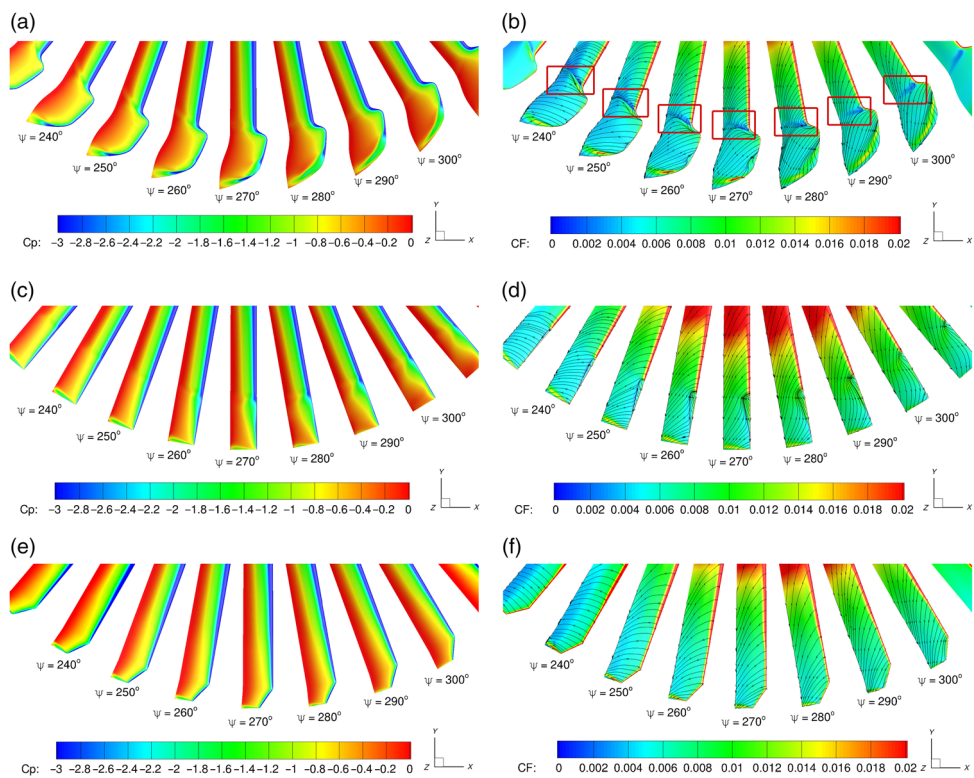 (a)
(b)
ψ = 240°
ψ = 250°
ψ = 260°
ψ = 270°
ψ = 280°
ψ = 290°
ψ = 300°
Cp: -3 -2.8 -2.6 -2.4 -2.2 -2 -1.8 -1.6 -1.4 -1.2 -1 -0.8 -0.6 -0.4 -0.2 0
Y
Z X
ψ = 240°
ψ = 250°
ψ = 260°
ψ = 270°
ψ = 280°
ψ = 290°
ψ = 300°
CF: 0 0.002 0.004 0.006 0.008 0.01 0.012 0.014 0.016 0.018 0.02
Y
Z X
(c)
(d)
ψ = 240°
ψ = 250°
ψ = 260°
ψ = 270°
ψ = 280°
ψ = 290°
ψ = 300°
Cp: -3 -2.8 -2.6 -2.4 -2.2 -2 -1.8 -1.6 -1.4 -1.2 -1 -0.8 -0.6 -0.4 -0.2 0
Y
Z X
ψ = 240°
ψ = 250°
ψ = 260°
ψ = 270°
ψ = 280°
ψ = 290°
ψ = 300°
CF: 0 0.002 0.004 0.006 0.008 0.01 0.012 0.014 0.016 0.018 0.02
Y
Z X
(e)
(f)
ψ = 240°
ψ = 250°
ψ = 260°
ψ = 270°
ψ = 280°
ψ = 290°
ψ = 300°
Cp: -3 -2.8 -2.6 -2.4 -2.2 -2 -1.8 -1.6 -1.4 -1.2 -1 -0.8 -0.6 -0.4 -0.2 0
Y
Z X
ψ = 240°
ψ = 250°
ψ = 260°
ψ = 270°
ψ = 280°
ψ = 290°
ψ = 300°
CF: 0 0.002 0.004 0.006 0.008 0.01 0.012 0.014 0.016 0.018 0.02
Y
Z X